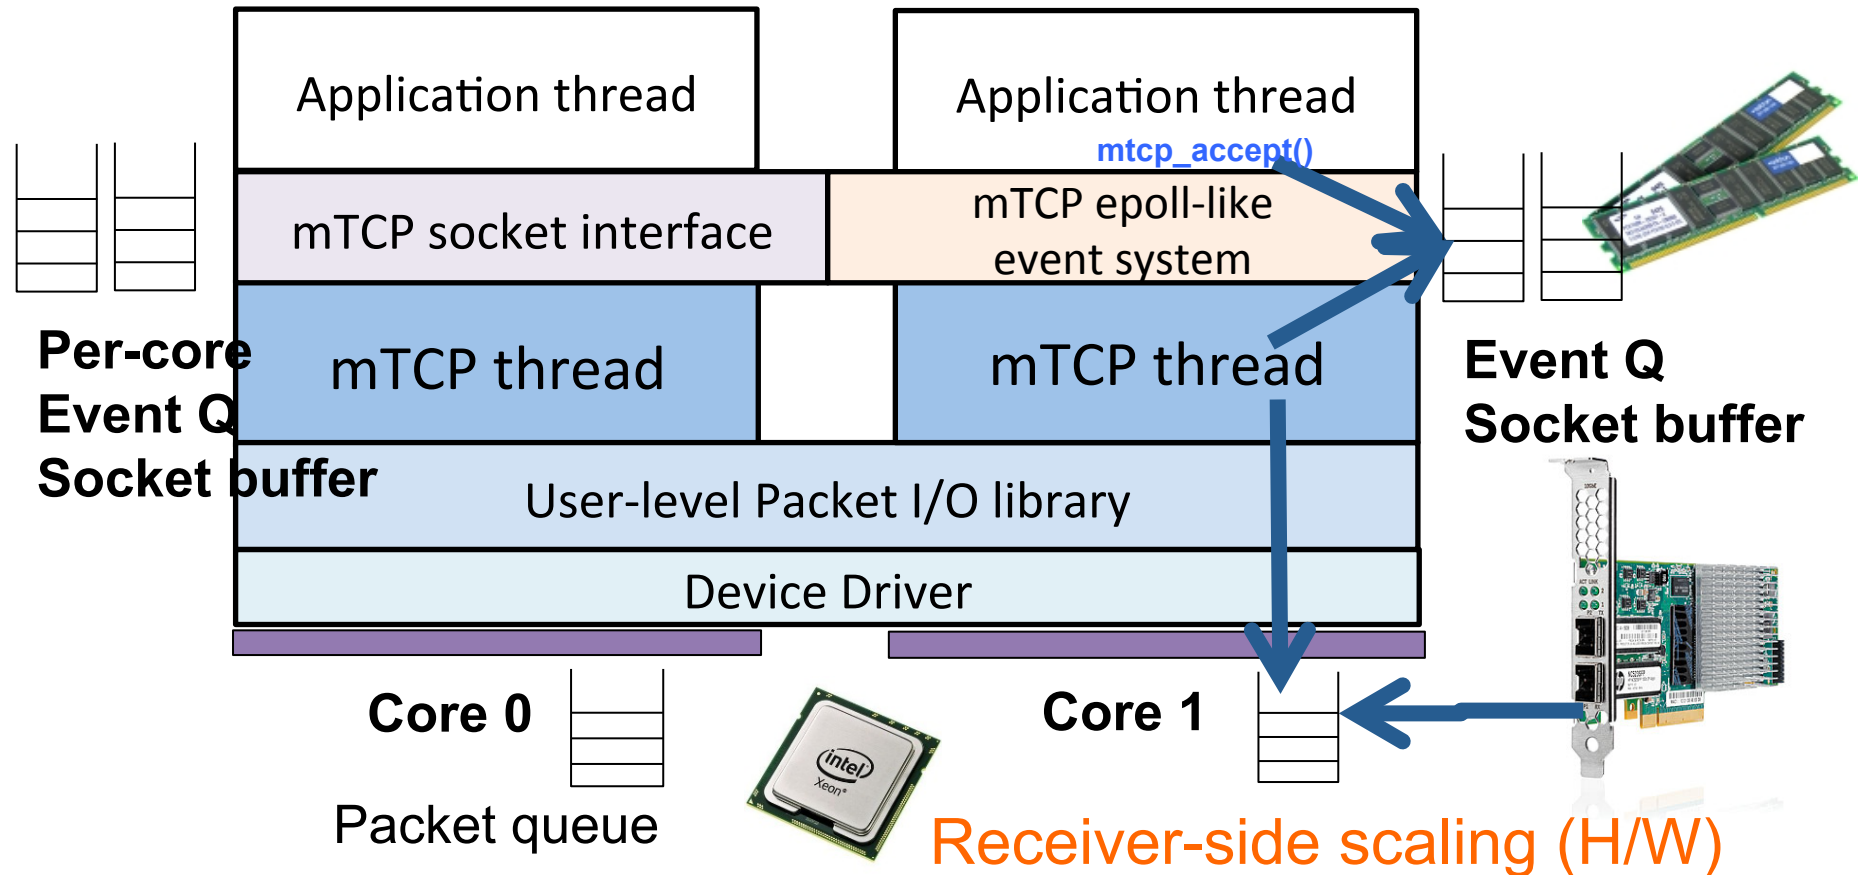 Application thread
Application thread
mtcp_accept()
mTCP socket interface
mTCP epoll-like
event system
Per-core
Event Q
Socket buffer
mTCP thread
mTCP thread
Event Q
Socket buffer
User-level Packet I/O library
Device Driver
Core 0
Core 1
Packet queue
intel
Xeon®
ACT LINK
Receiver-side scaling (H/W)